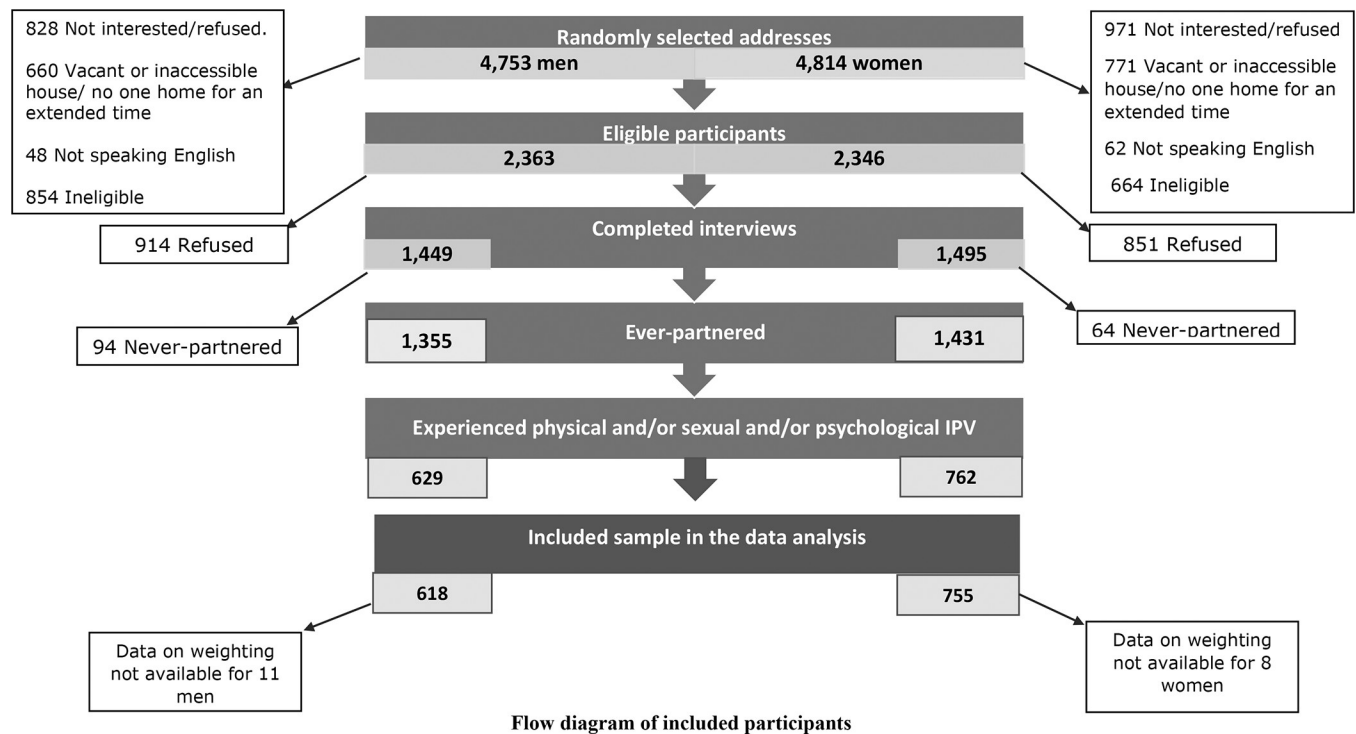 828 Not interested/refused.
660 Vacant or inaccessible
house/ no one home for an
extended time
48 Not speaking English
854 Ineligible
Randomly selected addresses
4,753 men
4,814 women
971 Not interested/refused
771 Vacant or inaccessible
house/no one home for an
extended time
62 Not speaking English
664 Ineligible
Eligible participants
2,363
2,346
914 Refused
851 Refused
Completed interviews
1,449
1,495
94 Never-partnered
64 Never-partnered
Ever-partnered
1,355
1,431
Experienced physical and/or sexual and/or psychological IPV
629
762
Included sample in the data analysis
618
755
Data on weighting
not available for 11
men
Data on weighting
not available for 8
women
Flow diagram of included participants